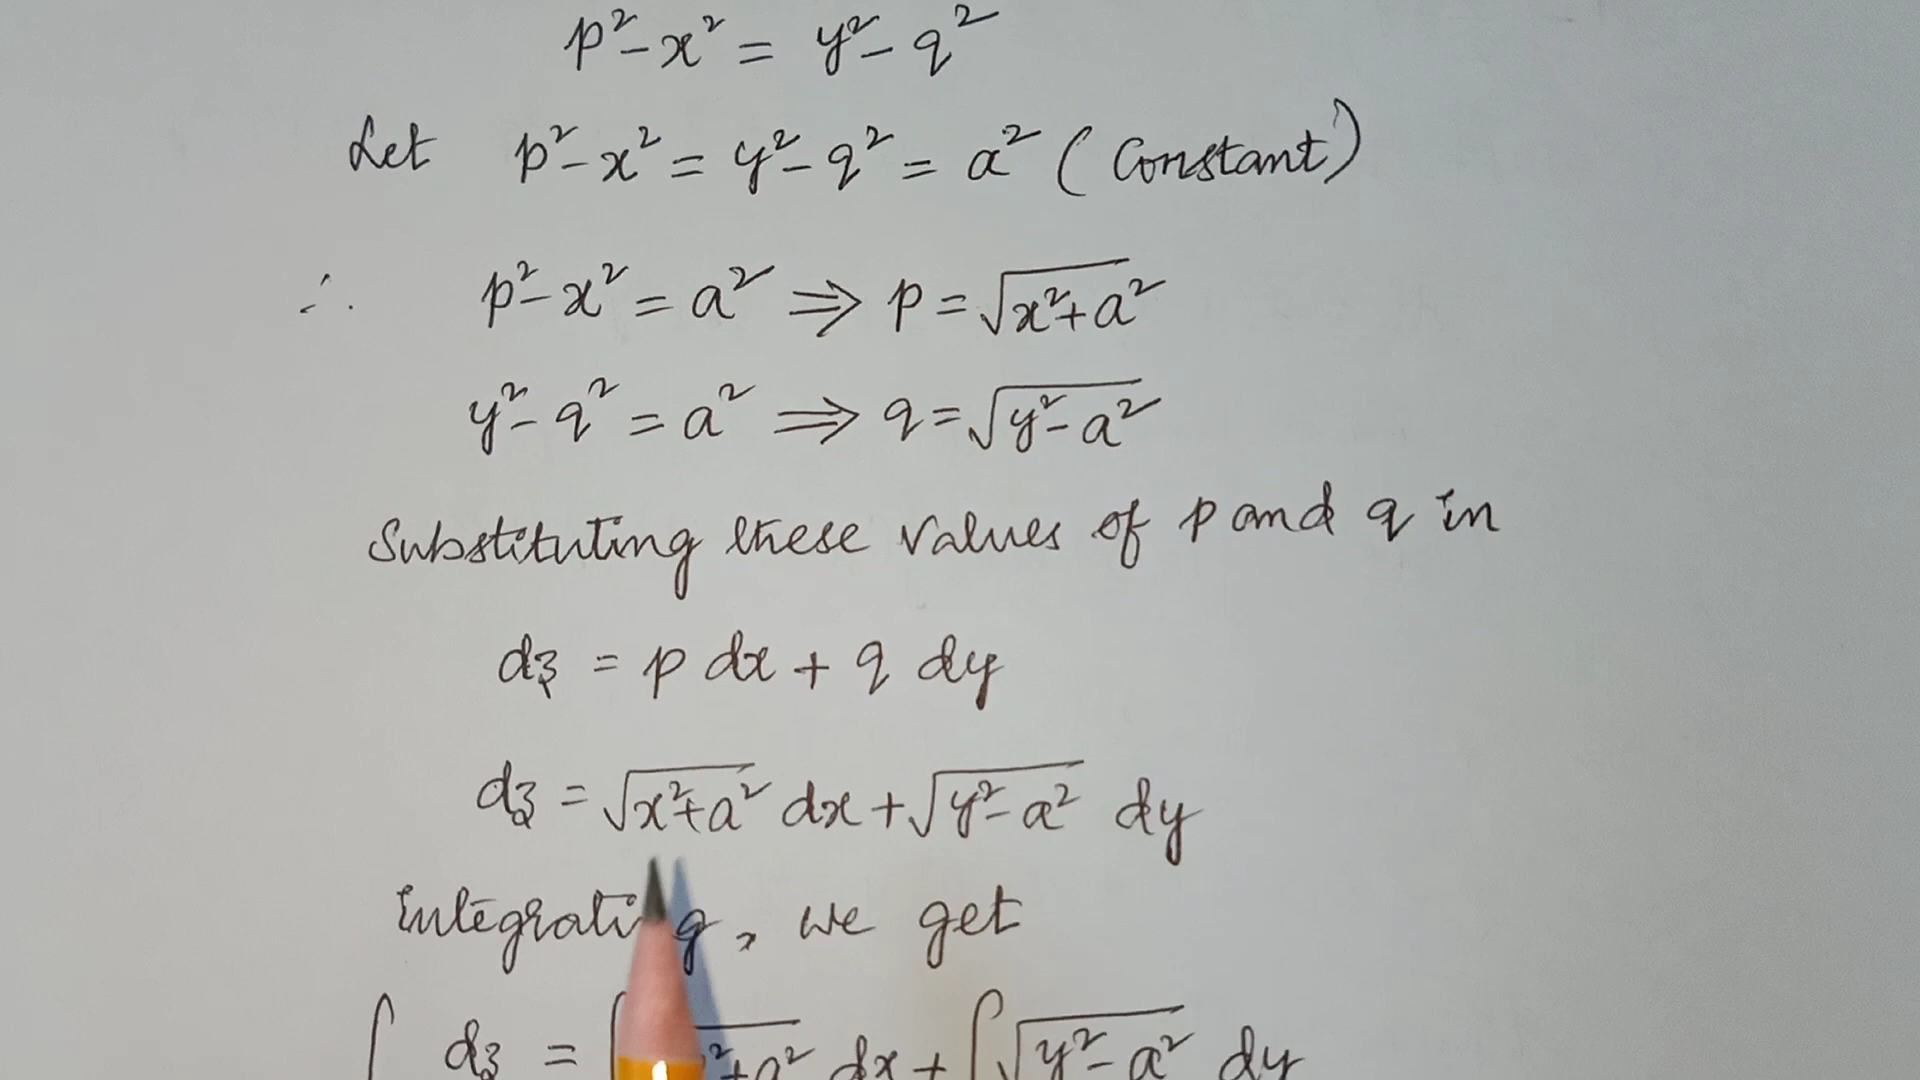 p² - x² = y² - q²
Let p² - x² = y² - q² = a² (Constant)
∴ p² - x² = a² ⇒ p = √x² + a²
y² - q² = a² ⇒ q = √y² - a²
Substituting these values of p and q in
dz = p dx + q dy
dz = √x² + a² dx + √y² - a² dy
, we get
∫ dz = ∫ ² + a² dx + ∫ √y² - a² dy